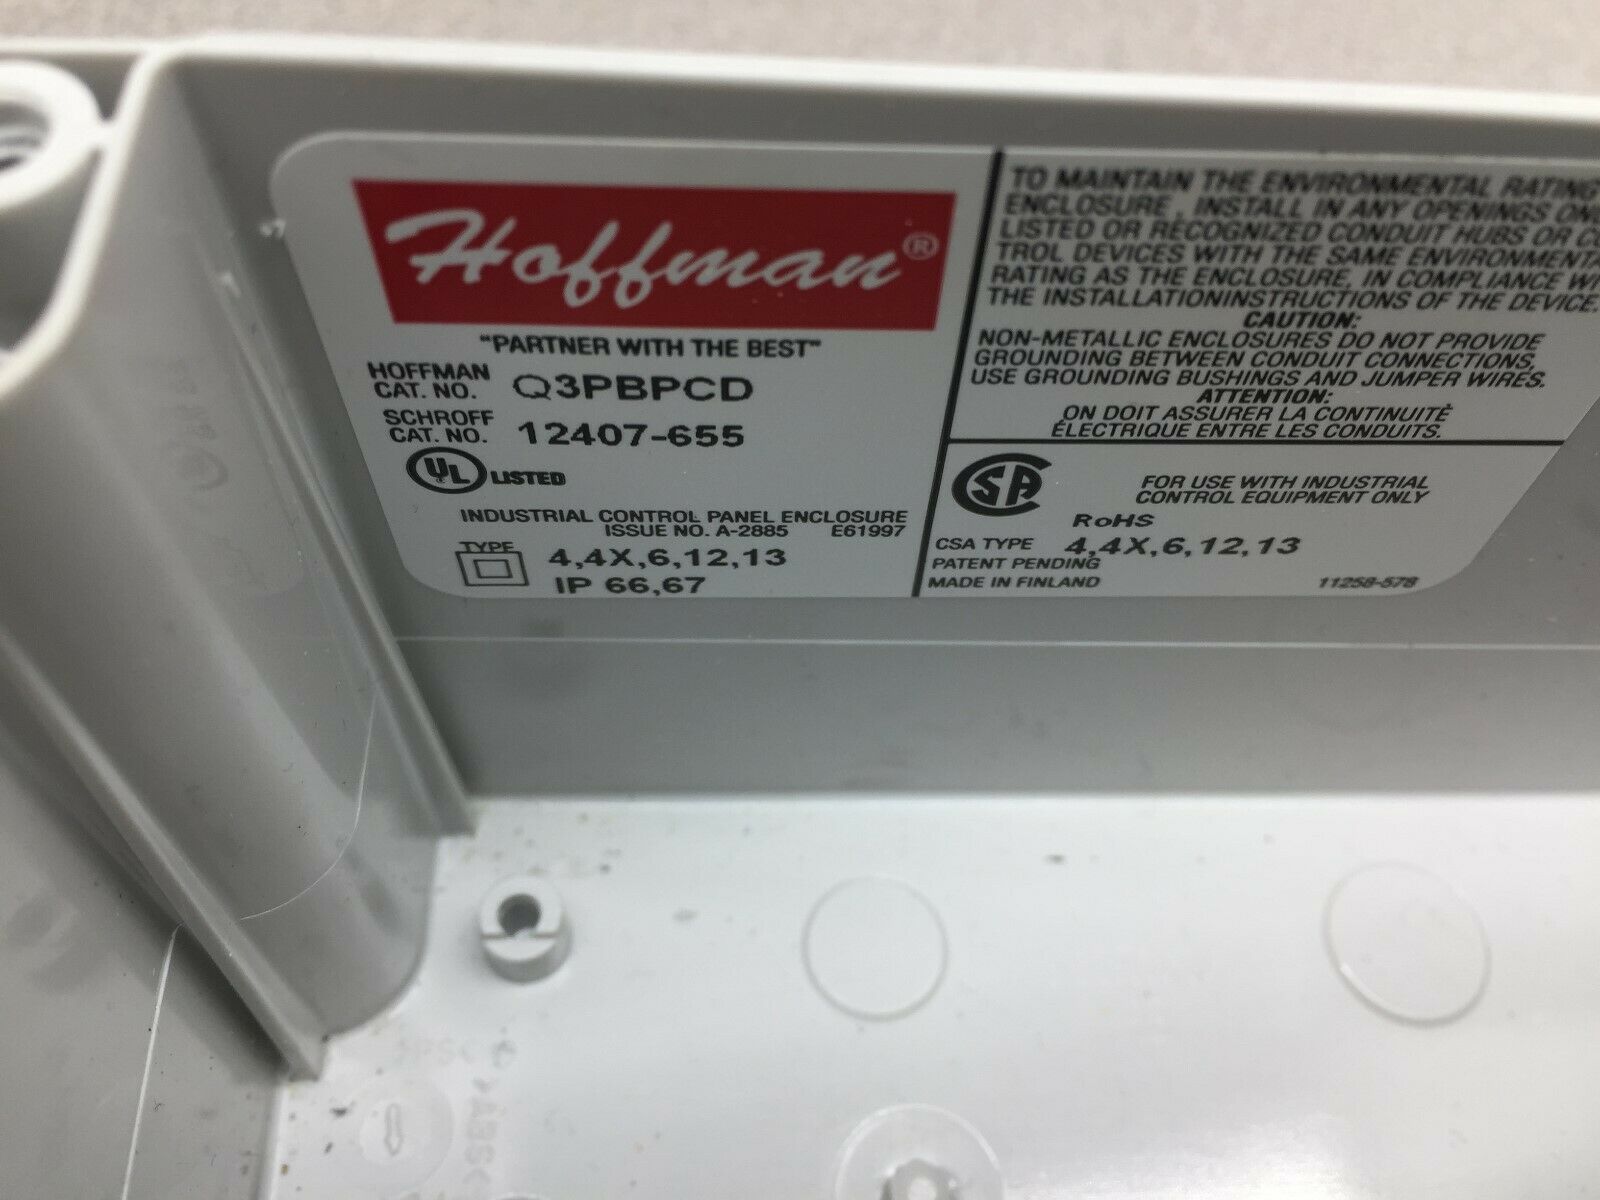 Hoffman®
"PARTNER WITH THE BEST"
HOFFMAN CAT. NO. Q3PBPCD
SCHROFF CAT. NO. 12407-655
UL LISTED
INDUSTRIAL CONTROL PANEL ENCLOSURE
ISSUE NO. A-2885 E61997
TYPE 4,4X,6,12,13
IP 66,67
TO MAINTAIN THE ENVIRONMENTAL RATING
ENCLOSURE, INSTALL IN ANY OPENINGS
LISTED OR RECOGNIZED CONDUIT HUBS OR
TROL DEVICES WITH THE SAME
RATING AS THE ENCLOSURE, IN COMPLIANCE
THE INSTALLATIONINSTRUCTIONS OF THE DEVICE.
CAUTION:
NON-METALLIC ENCLOSURES DO NOT PROVIDE
GROUNDING BETWEEN CONDUIT CONNECTIONS,
USE GROUNDING BUSHINGS AND JUMPER WIRES.
ATTENTION:
ON DOIT ASSURER LA CONTINUITÉ
ÉLECTRIQUE ENTRE LES CONDUITS.
FOR USE WITH INDUSTRIAL
CONTROL EQUIPMENT ONLY
RoHS
CSA TYPE 4,4X,6,12,13
PATENT PENDING
MADE IN FINLAND 11258-578
>ABS<